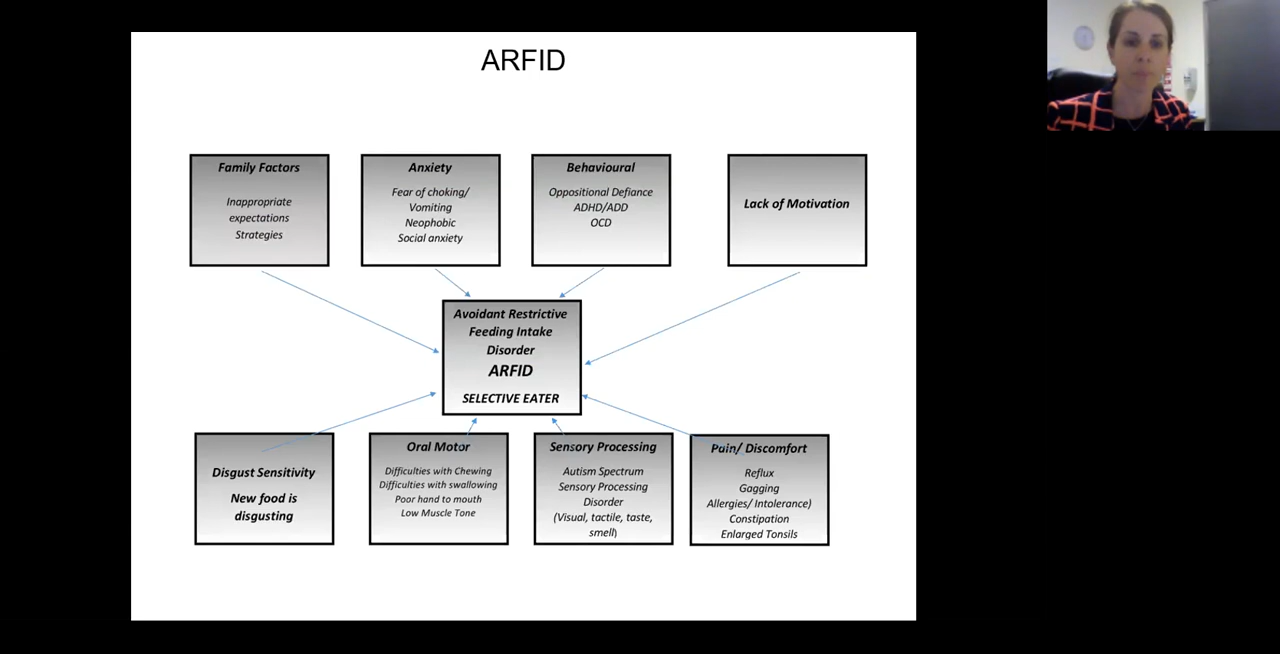 ARFID
Family Factors
Inappropriate
expectations
Strategies
Anxiety
Fear of choking/
Vomiting
Neophobic
Social anxiety
Behavioural
Oppositional Defiance
ADHD/ADD
OCD
Lack of Motivation
Avoidant Restrictive
Feeding Intake
Disorder
ARFID
SELECTIVE EATER
Disgust Sensitivity
New food is
disgusting
Oral Motor
Difficulties with Chewing
Difficulties with swallowing
Poor hand to mouth
Low Muscle Tone
Sensory Processing
Autism Spectrum
Sensory Processing
Disorder
(Visual, tactile, taste,
smell)
Pain/ Discomfort
Reflux
Gagging
Allergies/ Intolerance)
Constipation
Enlarged Tonsils